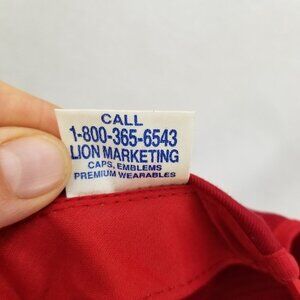 CALL
1-800-365-6543
LION MARKETING
CAPS, EMBLEMS
PREMIUM WEARABLES